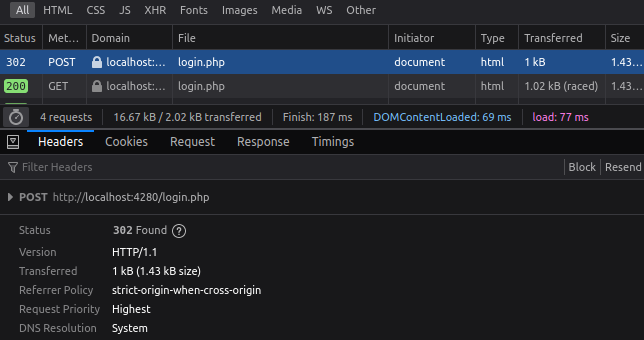 All HTML CSS JS XHR Fonts Images Media WS Other
Status Met... Domain File Initiator Type Transferred Size
302 POST localhost:... login.php document html 1 kB 1.43...
200 GET localhost:... login.php document html 1.02 kB (raced) 1.43...
4 requests 16.67 kB / 2.02 kB transferred Finish: 187 ms DOMContentLoaded: 69 ms load: 77 ms
Headers Cookies Request Response Timings
Filter Headers Block Resend
POST http://localhost:4280/login.php
Status 302 Found ?
Version HTTP/1.1
Transferred 1 kB (1.43 kB size)
Referrer Policy strict-origin-when-cross-origin
Request Priority Highest
DNS Resolution System